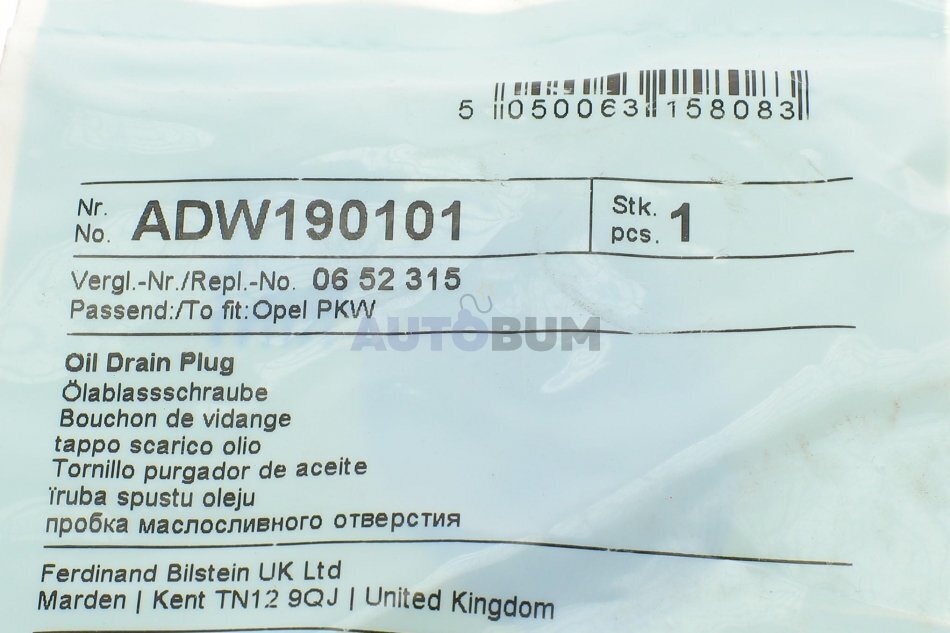 5 050063 158083
Nr.
No. ADW190101
Stk.
pcs. 1
Vergl.-Nr./Repl.-No. 06 52 315
Passend:/To fit: Opel PKW
AUTOBUM
Oil Drain Plug
Ölablassschraube
Bouchon de vidange
tappo scarico olio
Tornillo purgador de aceite
ïruba spustu oleju
пробка маслосливного отверстия
Ferdinand Bilstein UK Ltd
Marden | Kent TN12 9QJ | United Kingdom